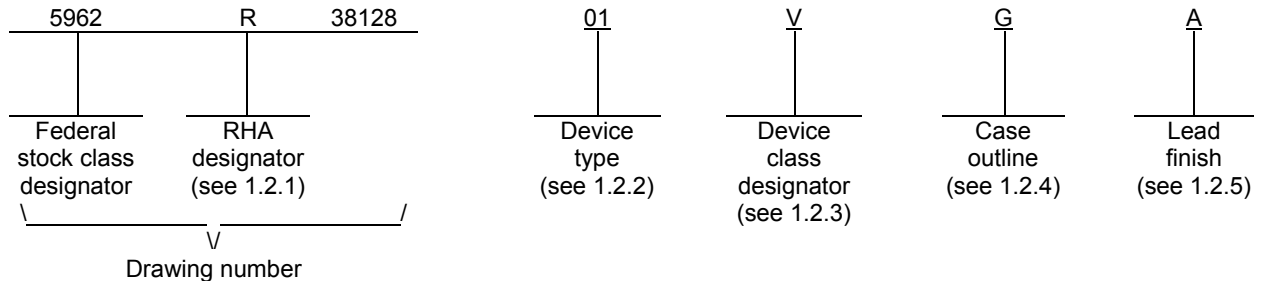 5962 R 38128 01 V G A
Federal stock class designator
RHA designator (see 1.2.1)
Device type (see 1.2.2)
Device class designator (see 1.2.3)
Case outline (see 1.2.4)
Lead finish (see 1.2.5)
\ /
\/
Drawing number